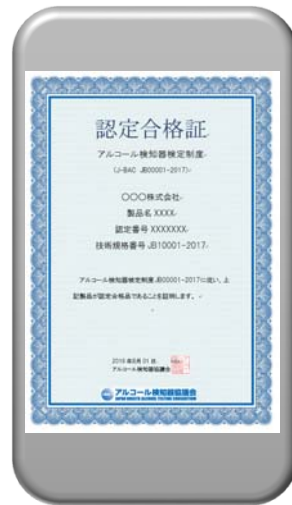 認定合格証
アルコール検知器検定制度
(J-BAC JB00001-2017)
〇〇〇株式会社
製品名 XXXX
認定番号 XXXXXXX
技術規格番号 JB10001-2017
アルコール検知器検定制度 JB00001-2017に従い、上
記製品が認定合格品であることを証明します。
アルコール検知器協議会
アルコール検知器協議会